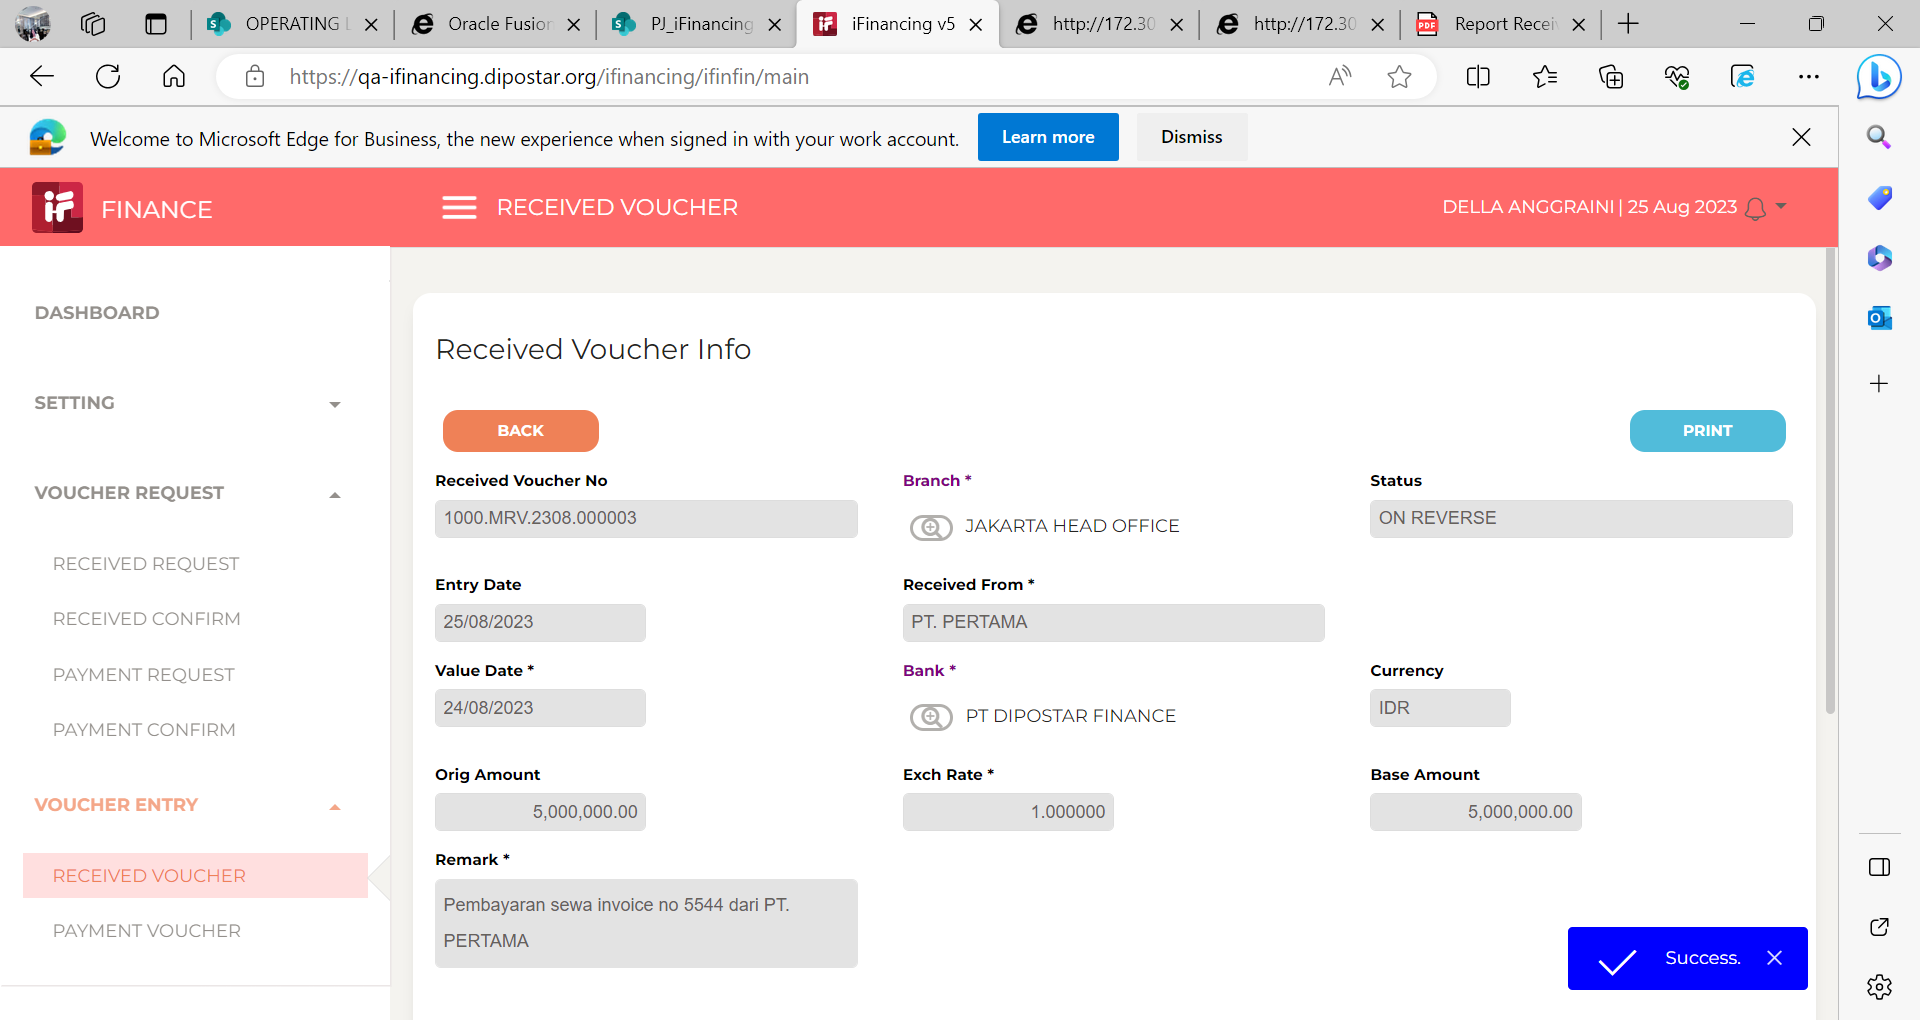 OPERATING L
Oracle Fusion
PJ_iFinancing
iFinancing v5
http://172.30
http://172.30
PDF
Report Recei
https://qa-ifinancing.dipostar.org/ifinancing/ifinfin/main
Welcome to Microsoft Edge for Business, the new experience when signed in with your work account.
Learn more
Dismiss
iF FINANCE
RECEIVED VOUCHER
DELLA ANGGRAINI | 25 Aug 2023
DASHBOARD
SETTING
VOUCHER REQUEST
RECEIVED REQUEST
RECEIVED CONFIRM
PAYMENT REQUEST
PAYMENT CONFIRM
VOUCHER ENTRY
RECEIVED VOUCHER
PAYMENT VOUCHER
Received Voucher Info
BACK
PRINT
Received Voucher No
1000.MRV.2308.000003
Branch *
JAKARTA HEAD OFFICE
Status
ON REVERSE
Entry Date
25/08/2023
Received From *
PT. PERTAMA
Value Date *
24/08/2023
Bank *
PT DIPOSTAR FINANCE
Currency
IDR
Orig Amount
5,000,000.00
Exch Rate *
1.000000
Base Amount
5,000,000.00
Remark *
Pembayaran sewa invoice no 5544 dari PT.
PERTAMA
Success.